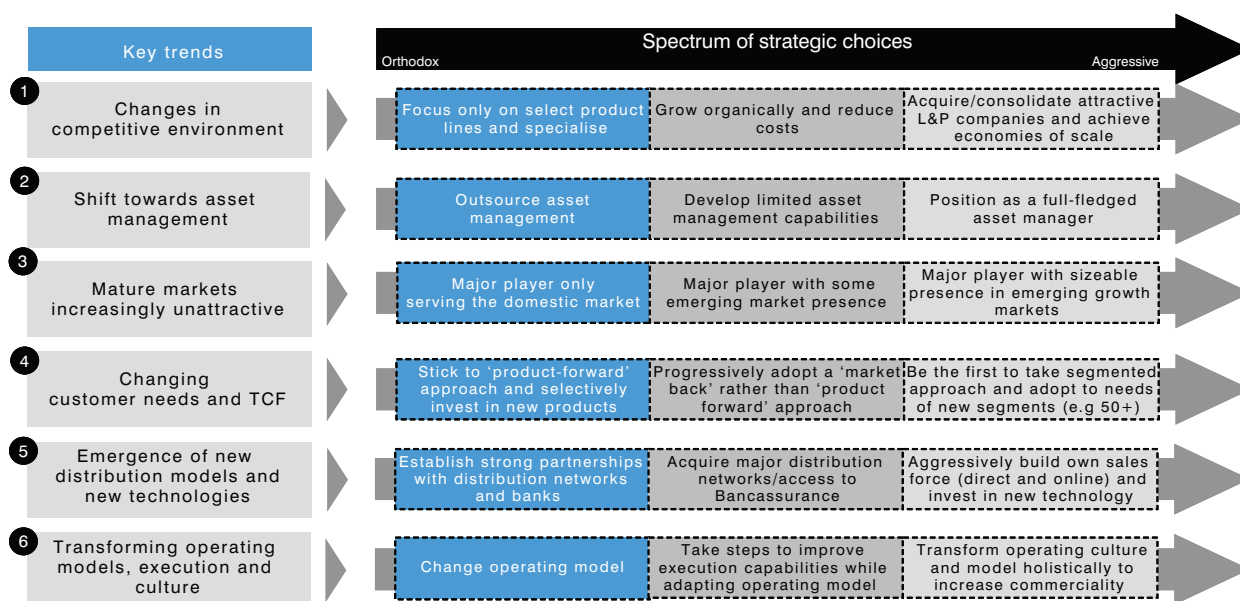 Key trends
Spectrum of strategic choices
Orthodox
Aggressive
1
Changes in
competitive environment
Focus only on select product
lines and specialise
Grow organically and reduce
costs
Acquire/consolidate attractive
L&P companies and achieve
economies of scale
2
Shift towards asset
management
Outsource asset
management
Develop limited asset
management capabilities
Position as a full-fledged
asset manager
3
Mature markets
increasingly unattractive
Major player only
serving the domestic market
Major player with some
emerging market presence
Major player with sizeable
presence in emerging growth
markets
4
Changing
customer needs and TCF
Stick to ‘product-forward’
approach and selectively
invest in new products
Progressively adopt a ‘market
back’ rather than ‘product
forward’ approach
Be the first to take segmented
approach and adopt to needs
of new segments (e.g 50+)
5
Emergence of new
distribution models and
new technologies
Establish strong partnerships
with distribution networks
and banks
Acquire major distribution
networks/access to
Bancassurance
Aggressively build own sales
force (direct and online) and
invest in new technology
6
Transforming operating
models, execution and
culture
Change operating model
Take steps to improve
execution capabilities while
adapting operating model
Transform operating culture
and model holistically to
increase commerciality